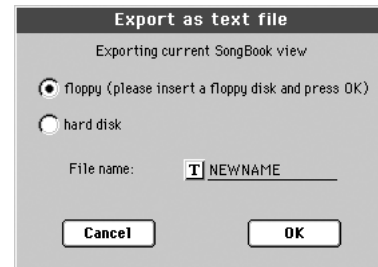 Export as text file
Exporting current SongBook view
floppy (please insert a floppy disk and press OK)
hard disk
File name: T NEWNAME
Cancel OK